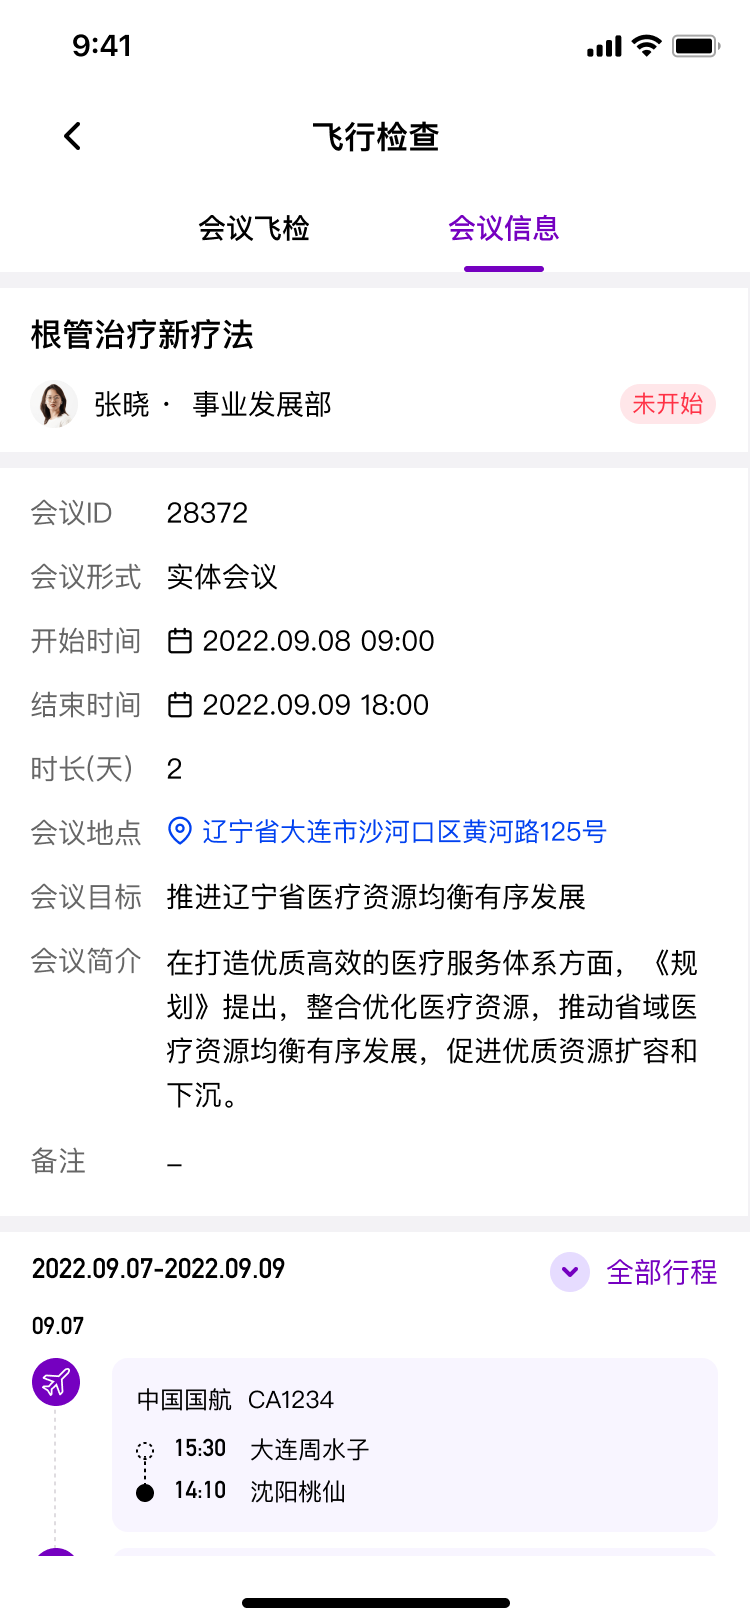 9:41
飞行检查
会议飞检
会议信息
根管治疗新疗法
张晓 · 事业发展部
未开始
会议ID 28372
会议形式 实体会议
开始时间 2022.09.08 09:00
结束时间 2022.09.09 18:00
时长(天) 2
会议地点 辽宁省大连市沙河口区黄河路125号
会议目标 推进辽宁省医疗资源均衡有序发展
会议简介 在打造优质高效的医疗服务体系方面，《规
划》提出，整合优化医疗资源，推动省域医
疗资源均衡有序发展，促进优质资源扩容和
下沉。
备注 –
2022.09.07-2022.09.09 全部行程
09.07
中国国航 CA1234
15:30 大连周水子
14:10 沈阳桃仙